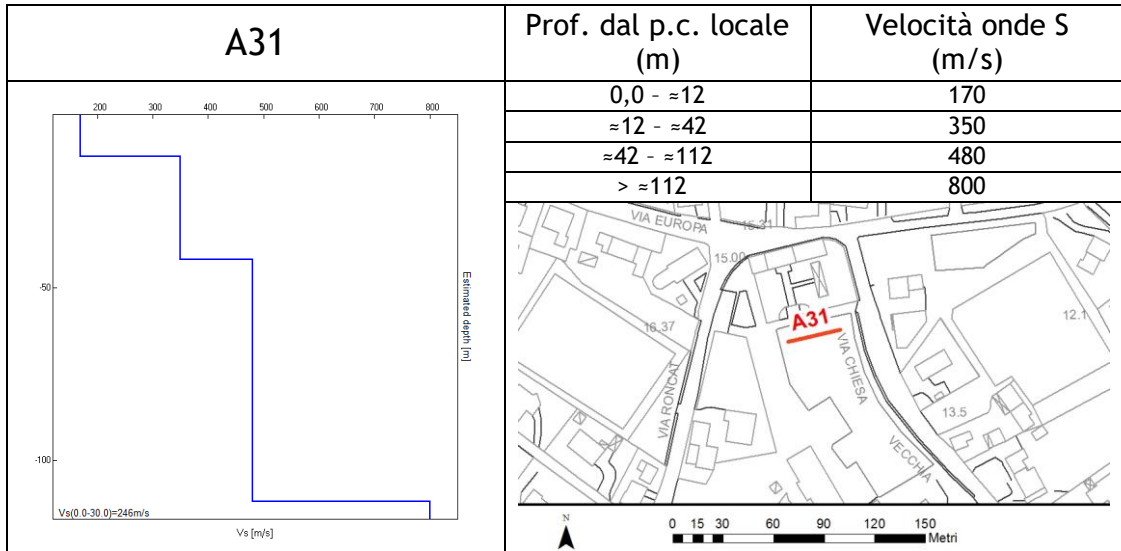 A31
Prof. dal p.c. locale
(m)
Velocità onde S
(m/s)
0,0 – ≈12 170
≈12 – ≈42 350
≈42 – ≈112 480
> ≈112 800
200 300 400 500 600 700 800
-50
-100
Estimated depth [m]
Vs(0.0-30.0)=246m/s
Vs [m/s]
VIA EUROPA
15.31
15.00
16.37
12.1
A31
VIA RONCAT
VIA CHIESA
VECCHIA
13.5
N
0 15 30 60 90 120 150
Metri